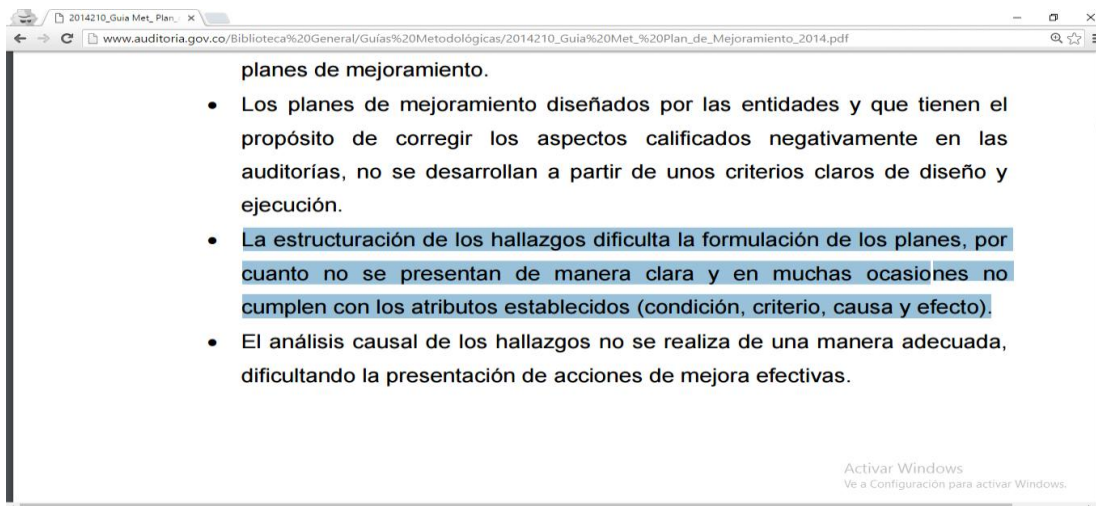 2014210_Guia Met_ Plan_
www.auditoria.gov.co/Biblioteca%20General/Guías%20Metodológicas/2014210_Guia%20Met_%20Plan_de_Mejoramiento_2014.pdf
planes de mejoramiento.
• Los planes de mejoramiento diseñados por las entidades y que tienen el
propósito de corregir los aspectos calificados negativamente en las
auditorías, no se desarrollan a partir de unos criterios claros de diseño y
ejecución.
• La estructuración de los hallazgos dificulta la formulación de los planes, por
cuanto no se presentan de manera clara y en muchas ocasiones no
cumplen con los atributos establecidos (condición, criterio, causa y efecto).
• El análisis causal de los hallazgos no se realiza de una manera adecuada,
dificultando la presentación de acciones de mejora efectivas.
Activar Windows
Ve a Configuración para activar Windows.